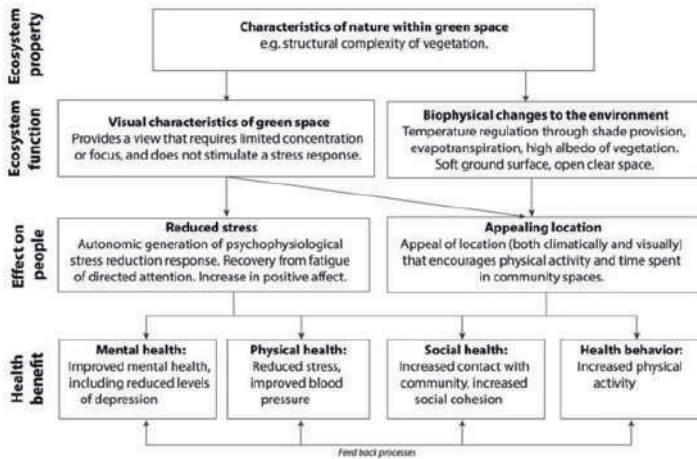 Ecosystem
property
Characteristics of nature within green space
e.g. structural complexity of vegetation.
Ecosystem
function
Visual characteristics of green space
Provides a view that requires limited concentration
or focus, and does not stimulate a stress response.
Biophysical changes to the environment
Temperature regulation through shade provision,
evapotranspiration, high albedo of vegetation.
Soft ground surface, open clear space.
Effect on
people
Reduced stress
Autonomic generation of psychophysiological
stress reduction response. Recovery from fatigue
of directed attention. Increase in positive affect.
Appealing location
Appeal of location (both climatically and visually)
that encourages physical activity and time spent
in community spaces.
Health
benefit
Mental health:
Improved mental health,
including reduced levels
of depression
Physical health:
Reduced stress,
improved blood
pressure
Social health:
Increased contact with
community, increased
social cohesion
Health behavior:
Increased physical
activity
Feed back processes